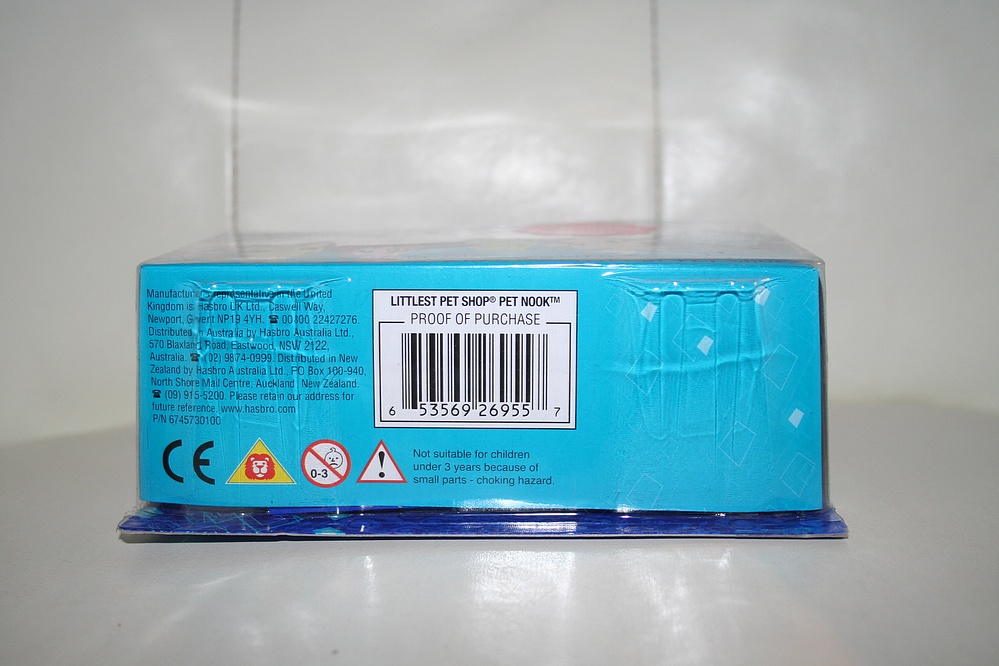 Manufacturer's representative in the United
Kingdom is Hasbro UK Ltd., Caswell Way,
Newport, Gwent NP19 4YH. ☎ 00800 22427276.
Distributed in Australia by Hasbro Australia Ltd.,
570 Blaxland Road, Eastwood, NSW 2122,
Australia. ☎ (02) 9874-0999. Distributed in New
Zealand by Hasbro Australia Ltd., PO Box 100-940,
North Shore Mail Centre, Auckland, New Zealand.
☎ (09) 915-5200. Please retain our address for
future reference. www.hasbro.com
P/N 6745730100
LITTLEST PET SHOP® PET NOOK™
PROOF OF PURCHASE
6 53569 26955 7
CE
0-3
!
Not suitable for children
under 3 years because of
small parts - choking hazard.